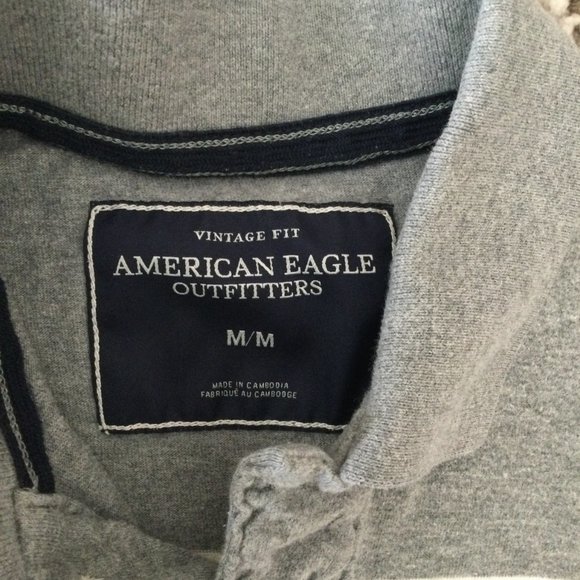 VINTAGE FIT
AMERICAN EAGLE
OUTFITTERS
M/M
MADE IN CAMBODIA
FABRIQUÉ AU CAMBODGE